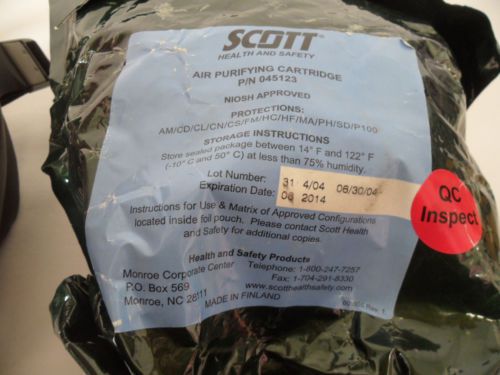 SCOTT
HEALTH AND SAFETY
AIR PURIFYING CARTRIDGE
P/N 045123
NIOSH APPROVED
PROTECTIONS:
AM/CD/CL/CN/CS/FM/HC/HF/MA/PH/SD/P100
STORAGE INSTRUCTIONS
Store sealed package between 14° F and 122° F
(-10° C and 50° C) at less than 75% humidity.
Lot Number: 31 4/04 06/30/04
Expiration Date: 06 2014
QC
Inspect
Instructions for Use & Matrix of Approved Configurations
located inside foil pouch. Please contact Scott Health
and Safety for additional copies.
Health and Safety Products
Monroe Corporate Center Telephone: 1-800-247-7257
P.O. Box 569 Fax: 1-704-291-8330
Monroe, NC 28111 www.scotthealthsafety.com
MADE IN FINLAND Rev. 1